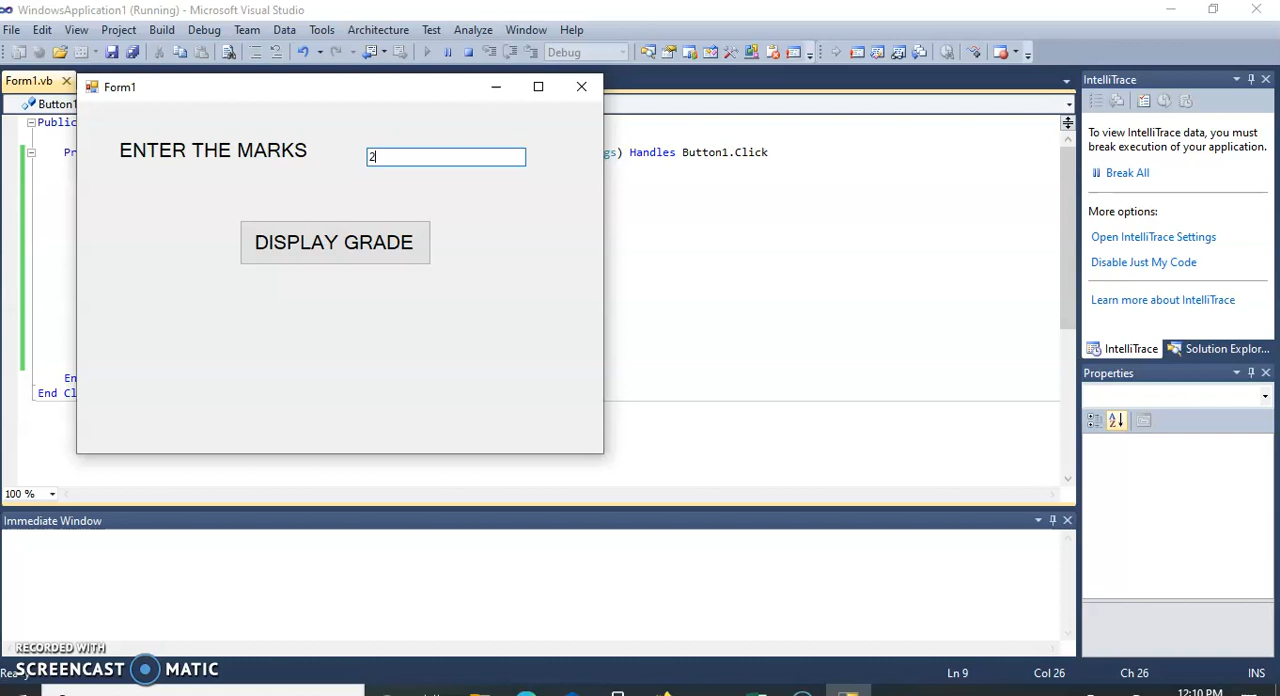 WindowsApplication1 (Running) - Microsoft Visual Studio
File Edit View Project Build Debug Team Data Tools Architecture Test Analyze Window Help
Debug
Form1.vb
Form1
IntelliTrace
Button1
Public
ENTER THE MARKS
2
To view IntelliTrace data, you must
break execution of your application.
gs) Handles Button1.Click
Break All
More options:
Open IntelliTrace Settings
DISPLAY GRADE
Disable Just My Code
Learn more about IntelliTrace
IntelliTrace Solution Explor...
Properties
End Cl
100 %
Immediate Window
RECORDED WITH
SCREENCAST MATIC
Ln 9 Col 26 Ch 26 INS
12:10 PM